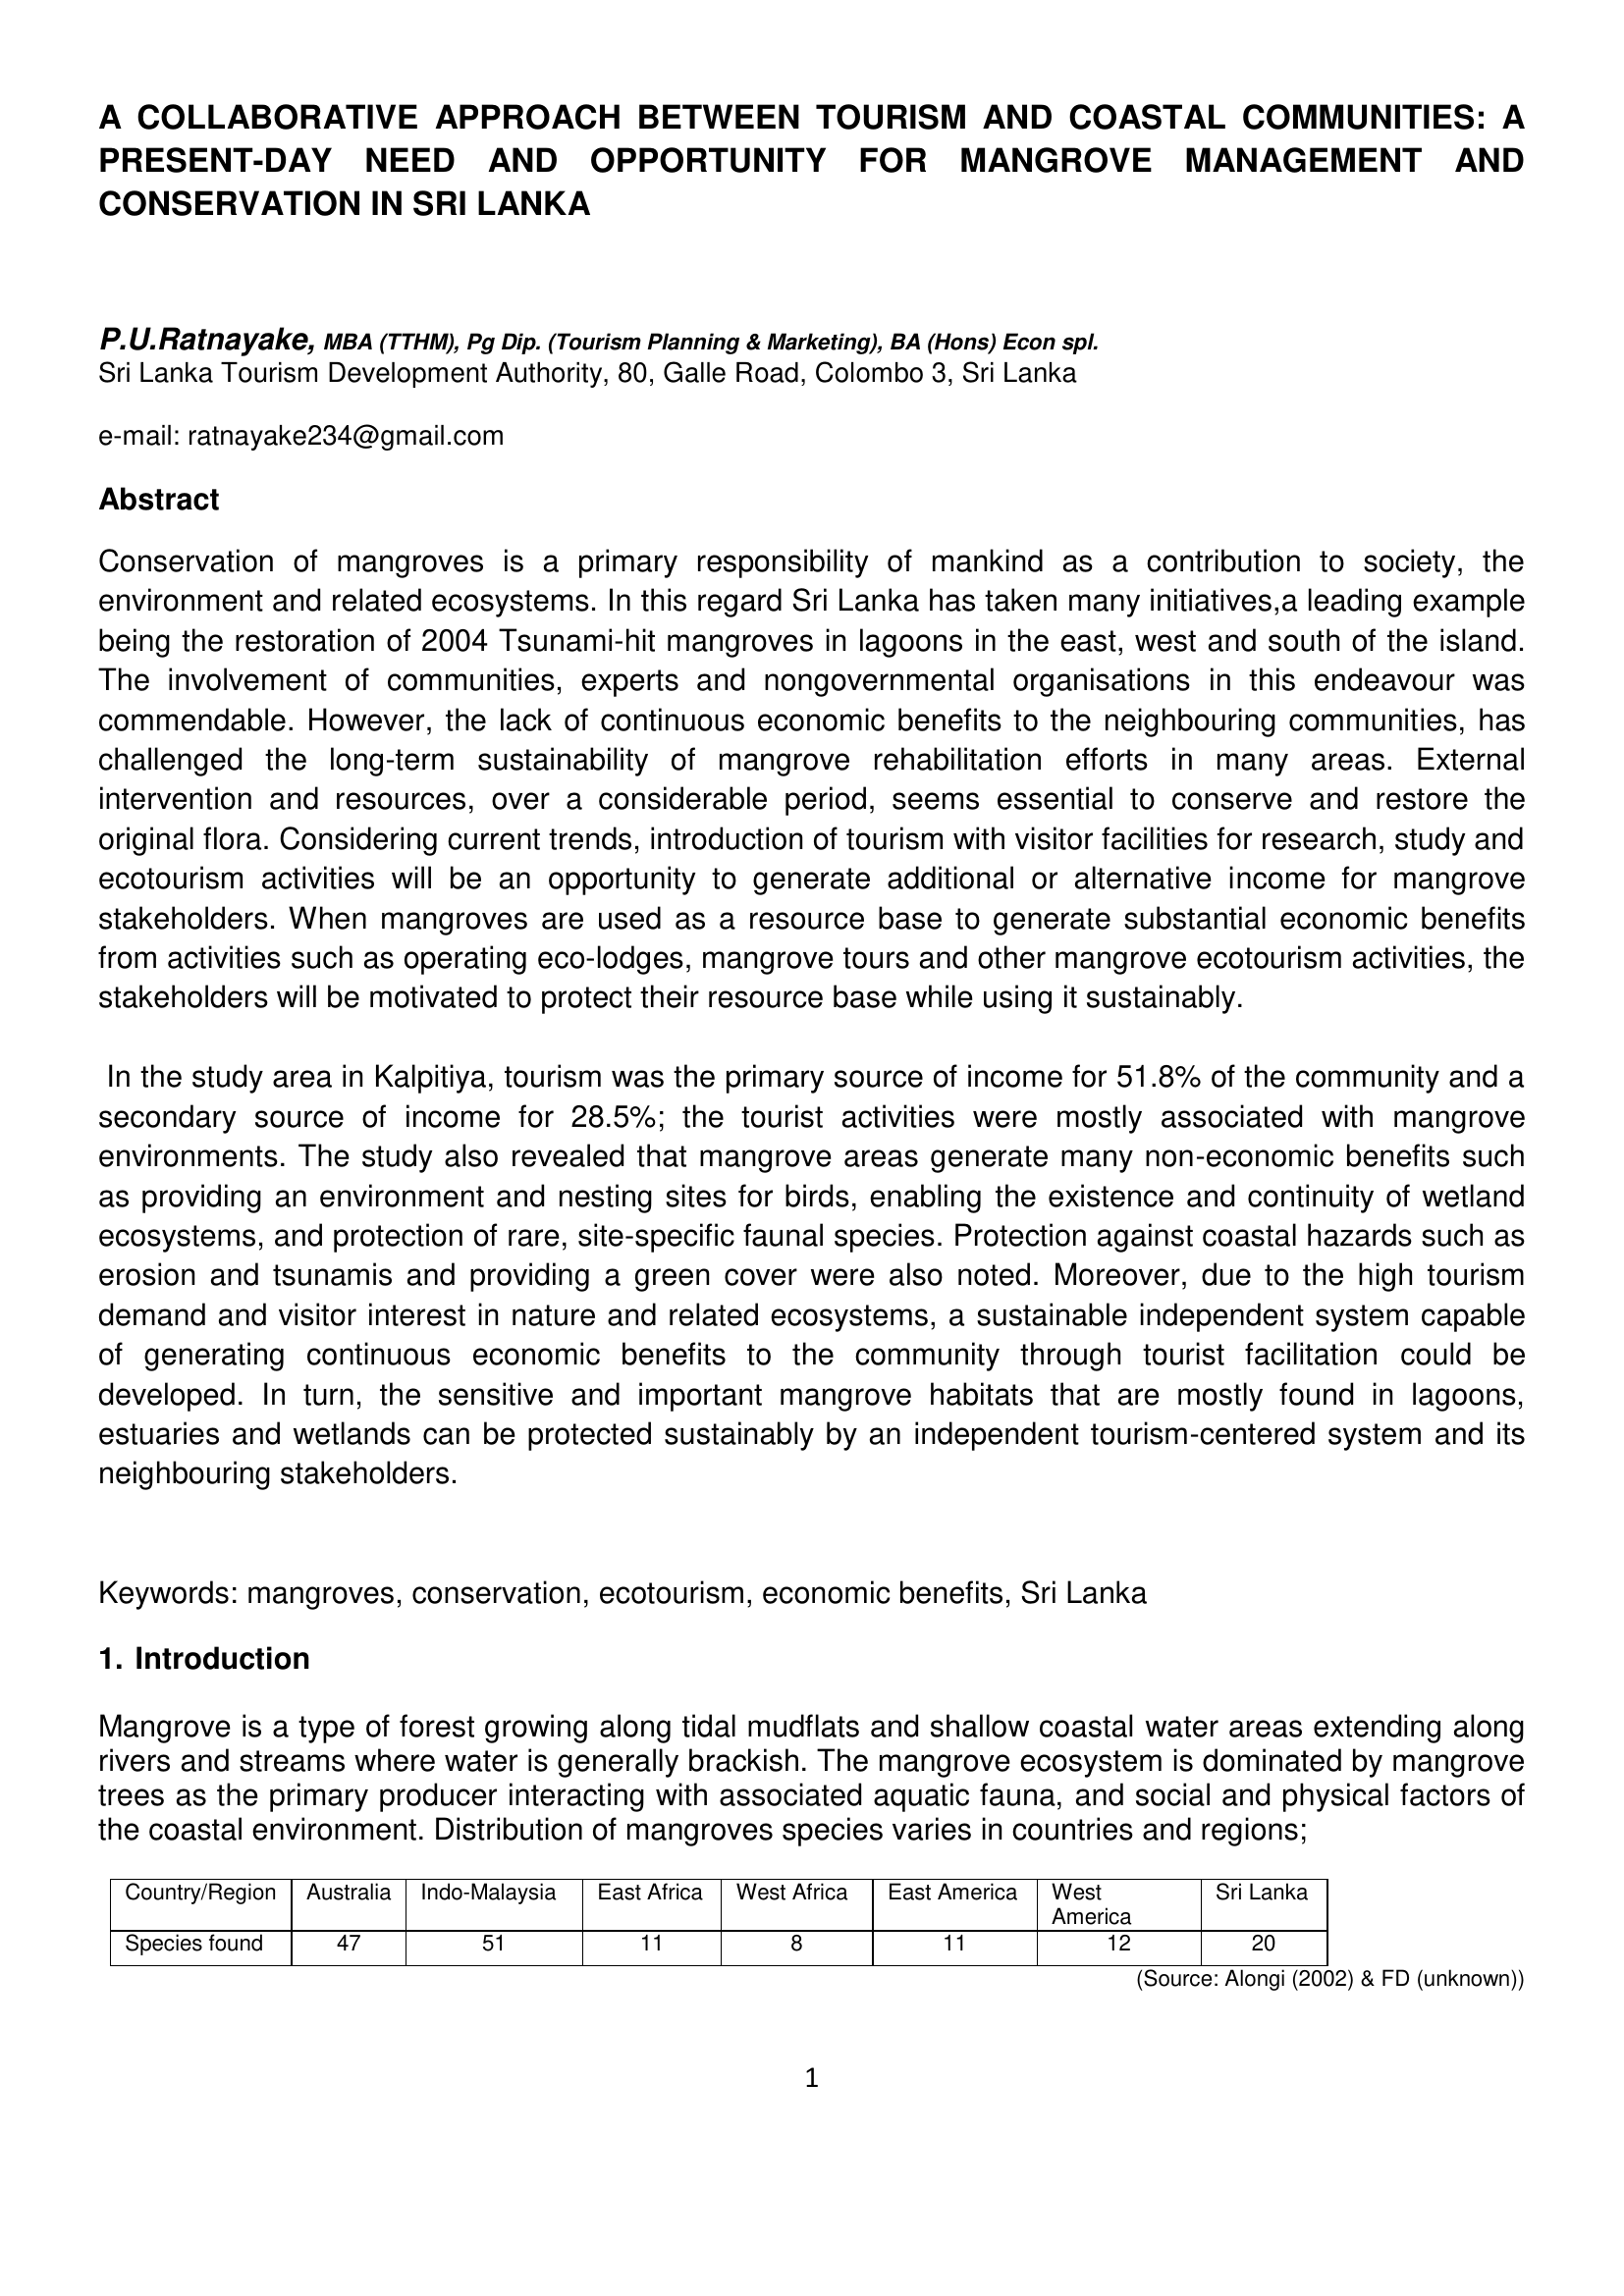 A COLLABORATIVE APPROACH BETWEEN TOURISM AND COASTAL COMMUNITIES: A
PRESENT-DAY NEED AND OPPORTUNITY FOR MANGROVE MANAGEMENT AND
CONSERVATION IN SRI LANKA
P.U.Ratnayake, MBA (TTHM), Pg Dip. (Tourism Planning & Marketing), BA (Hons) Econ spl.
Sri Lanka Tourism Development Authority, 80, Galle Road, Colombo 3, Sri Lanka
e-mail: ratnayake234@gmail.com
Abstract
Conservation of mangroves is a primary responsibility of mankind as a contribution to society, the
environment and related ecosystems. In this regard Sri Lanka has taken many initiatives,a leading example
being the restoration of 2004 Tsunami-hit mangroves in lagoons in the east, west and south of the island.
The involvement of communities, experts and nongovernmental organisations in this endeavour was
commendable. However, the lack of continuous economic benefits to the neighbouring communities, has
challenged the long-term sustainability of mangrove rehabilitation efforts in many areas. External
intervention and resources, over a considerable period, seems essential to conserve and restore the
original flora. Considering current trends, introduction of tourism with visitor facilities for research, study and
ecotourism activities will be an opportunity to generate additional or alternative income for mangrove
stakeholders. When mangroves are used as a resource base to generate substantial economic benefits
from activities such as operating eco-lodges, mangrove tours and other mangrove ecotourism activities, the
stakeholders will be motivated to protect their resource base while using it sustainably.
In the study area in Kalpitiya, tourism was the primary source of income for 51.8% of the community and a
secondary source of income for 28.5%; the tourist activities were mostly associated with mangrove
environments. The study also revealed that mangrove areas generate many non-economic benefits such
as providing an environment and nesting sites for birds, enabling the existence and continuity of wetland
ecosystems, and protection of rare, site-specific faunal species. Protection against coastal hazards such as
erosion and tsunamis and providing a green cover were also noted. Moreover, due to the high tourism
demand and visitor interest in nature and related ecosystems, a sustainable independent system capable
of generating continuous economic benefits to the community through tourist facilitation could be
developed. In turn, the sensitive and important mangrove habitats that are mostly found in lagoons,
estuaries and wetlands can be protected sustainably by an independent tourism-centered system and its
neighbouring stakeholders.
Keywords: mangroves, conservation, ecotourism, economic benefits, Sri Lanka
1. Introduction
Mangrove is a type of forest growing along tidal mudflats and shallow coastal water areas extending along
rivers and streams where water is generally brackish. The mangrove ecosystem is dominated by mangrove
trees as the primary producer interacting with associated aquatic fauna, and social and physical factors of
the coastal environment. Distribution of mangroves species varies in countries and regions;
Country/Region Australia Indo-Malaysia East Africa West Africa East America West America Sri Lanka
Species found 47 51 11 8 11 12 20
(Source: Alongi (2002) & FD (unknown))
1